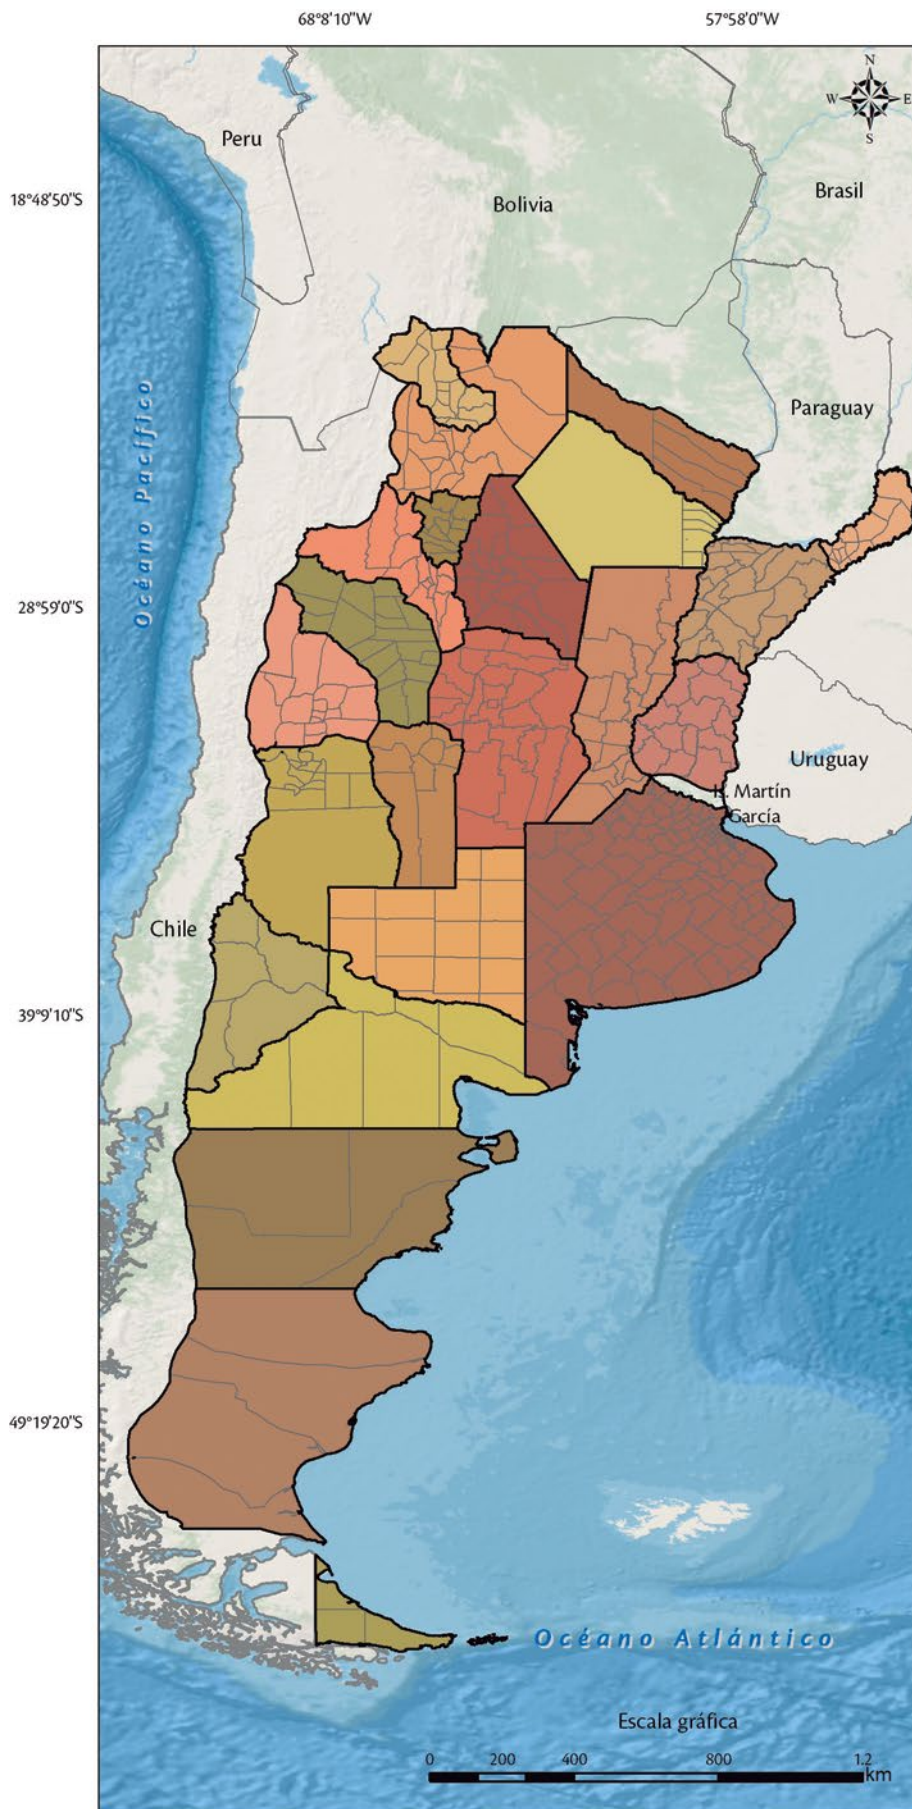 68°8'10"W
57°58'0"W
N
W
E
S
Peru
18°48'50"S
Brasil
Bolivia
Océano Pacífico
Paraguay
28°59'0"S
Uruguay
Is. Martín
García
Chile
39°9'10"S
49°19'20"S
Océano Atlántico
Escala gráfica
0 200 400 800 1.2
km